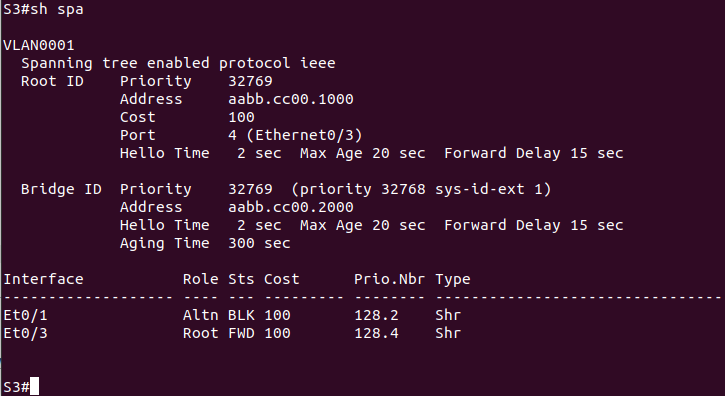 S3#sh spa
VLAN0001
  Spanning tree enabled protocol ieee
  Root ID    Priority    32769
             Address     aabb.cc00.1000
             Cost        100
             Port        4 (Ethernet0/3)
             Hello Time   2 sec  Max Age 20 sec  Forward Delay 15 sec
  Bridge ID  Priority    32769  (priority 32768 sys-id-ext 1)
             Address     aabb.cc00.2000
             Hello Time   2 sec  Max Age 20 sec  Forward Delay 15 sec
             Aging Time  300 sec
Interface           Role Sts Cost      Prio.Nbr Type
------------------- ---- --- --------- -------- --------------------------------
Et0/1               Altn BLK 100       128.2    Shr
Et0/3               Root FWD 100       128.4    Shr
S3#